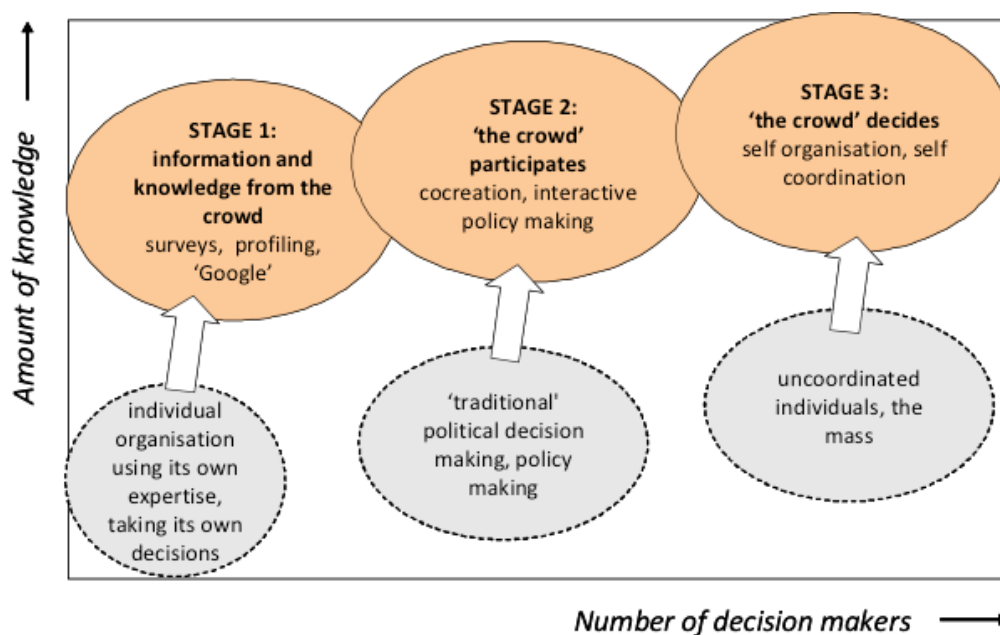 Amount of knowledge
STAGE 1:
information and
knowledge from the
crowd
surveys, profiling,
‘Google’
STAGE 2:
‘the crowd’
participates
cocreation, interactive
policy making
STAGE 3:
‘the crowd’ decides
self organisation, self
coordination
individual
organisation
using its own
expertise,
taking its own
decisions
‘traditional'
political decision
making, policy
making
uncoordinated
individuals, the
mass
Number of decision makers